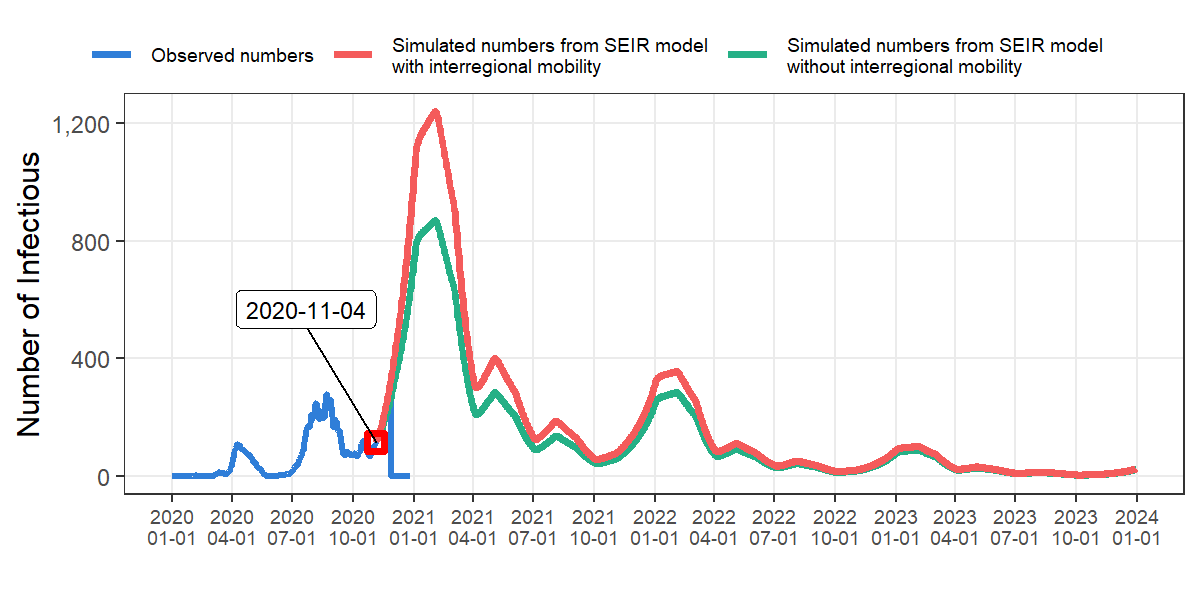 Observed numbers
Simulated numbers from SEIR model
with interregional mobility
Simulated numbers from SEIR model
without interregional mobility
Number of Infectious
1,200
800
400
0
2020-11-04
2020 2020 2020 2020 2021 2021 2021 2021 2022 2022 2022 2022 2023 2023 2023 2023 2024
01-01 04-01 07-01 10-01 01-01 04-01 07-01 10-01 01-01 04-01 07-01 10-01 01-01 04-01 07-01 10-01 01-01